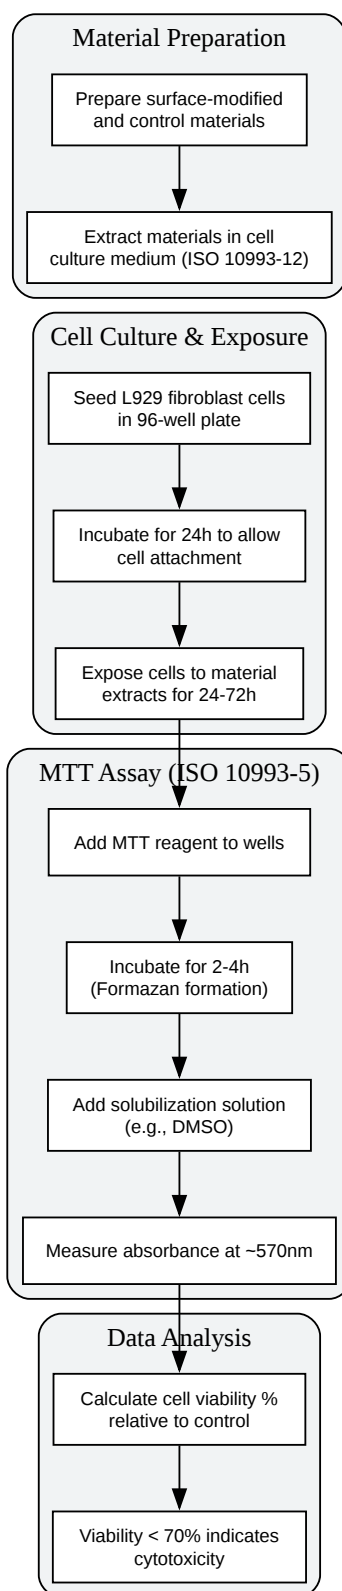 Material Preparation
Prepare surface-modified
and control materials
Extract materials in cell
culture medium (ISO 10993-12)
Cell Culture & Exposure
Seed L929 fibroblast cells
in 96-well plate
Incubate for 24h to allow
cell attachment
Expose cells to material
extracts for 24-72h
MTT Assay (ISO 10993-5)
Add MTT reagent to wells
Incubate for 2-4h
(Formazan formation)
Add solubilization solution
(e.g., DMSO)
Measure absorbance at ~570nm
Data Analysis
Calculate cell viability %
relative to control
Viability < 70% indicates
cytotoxicity